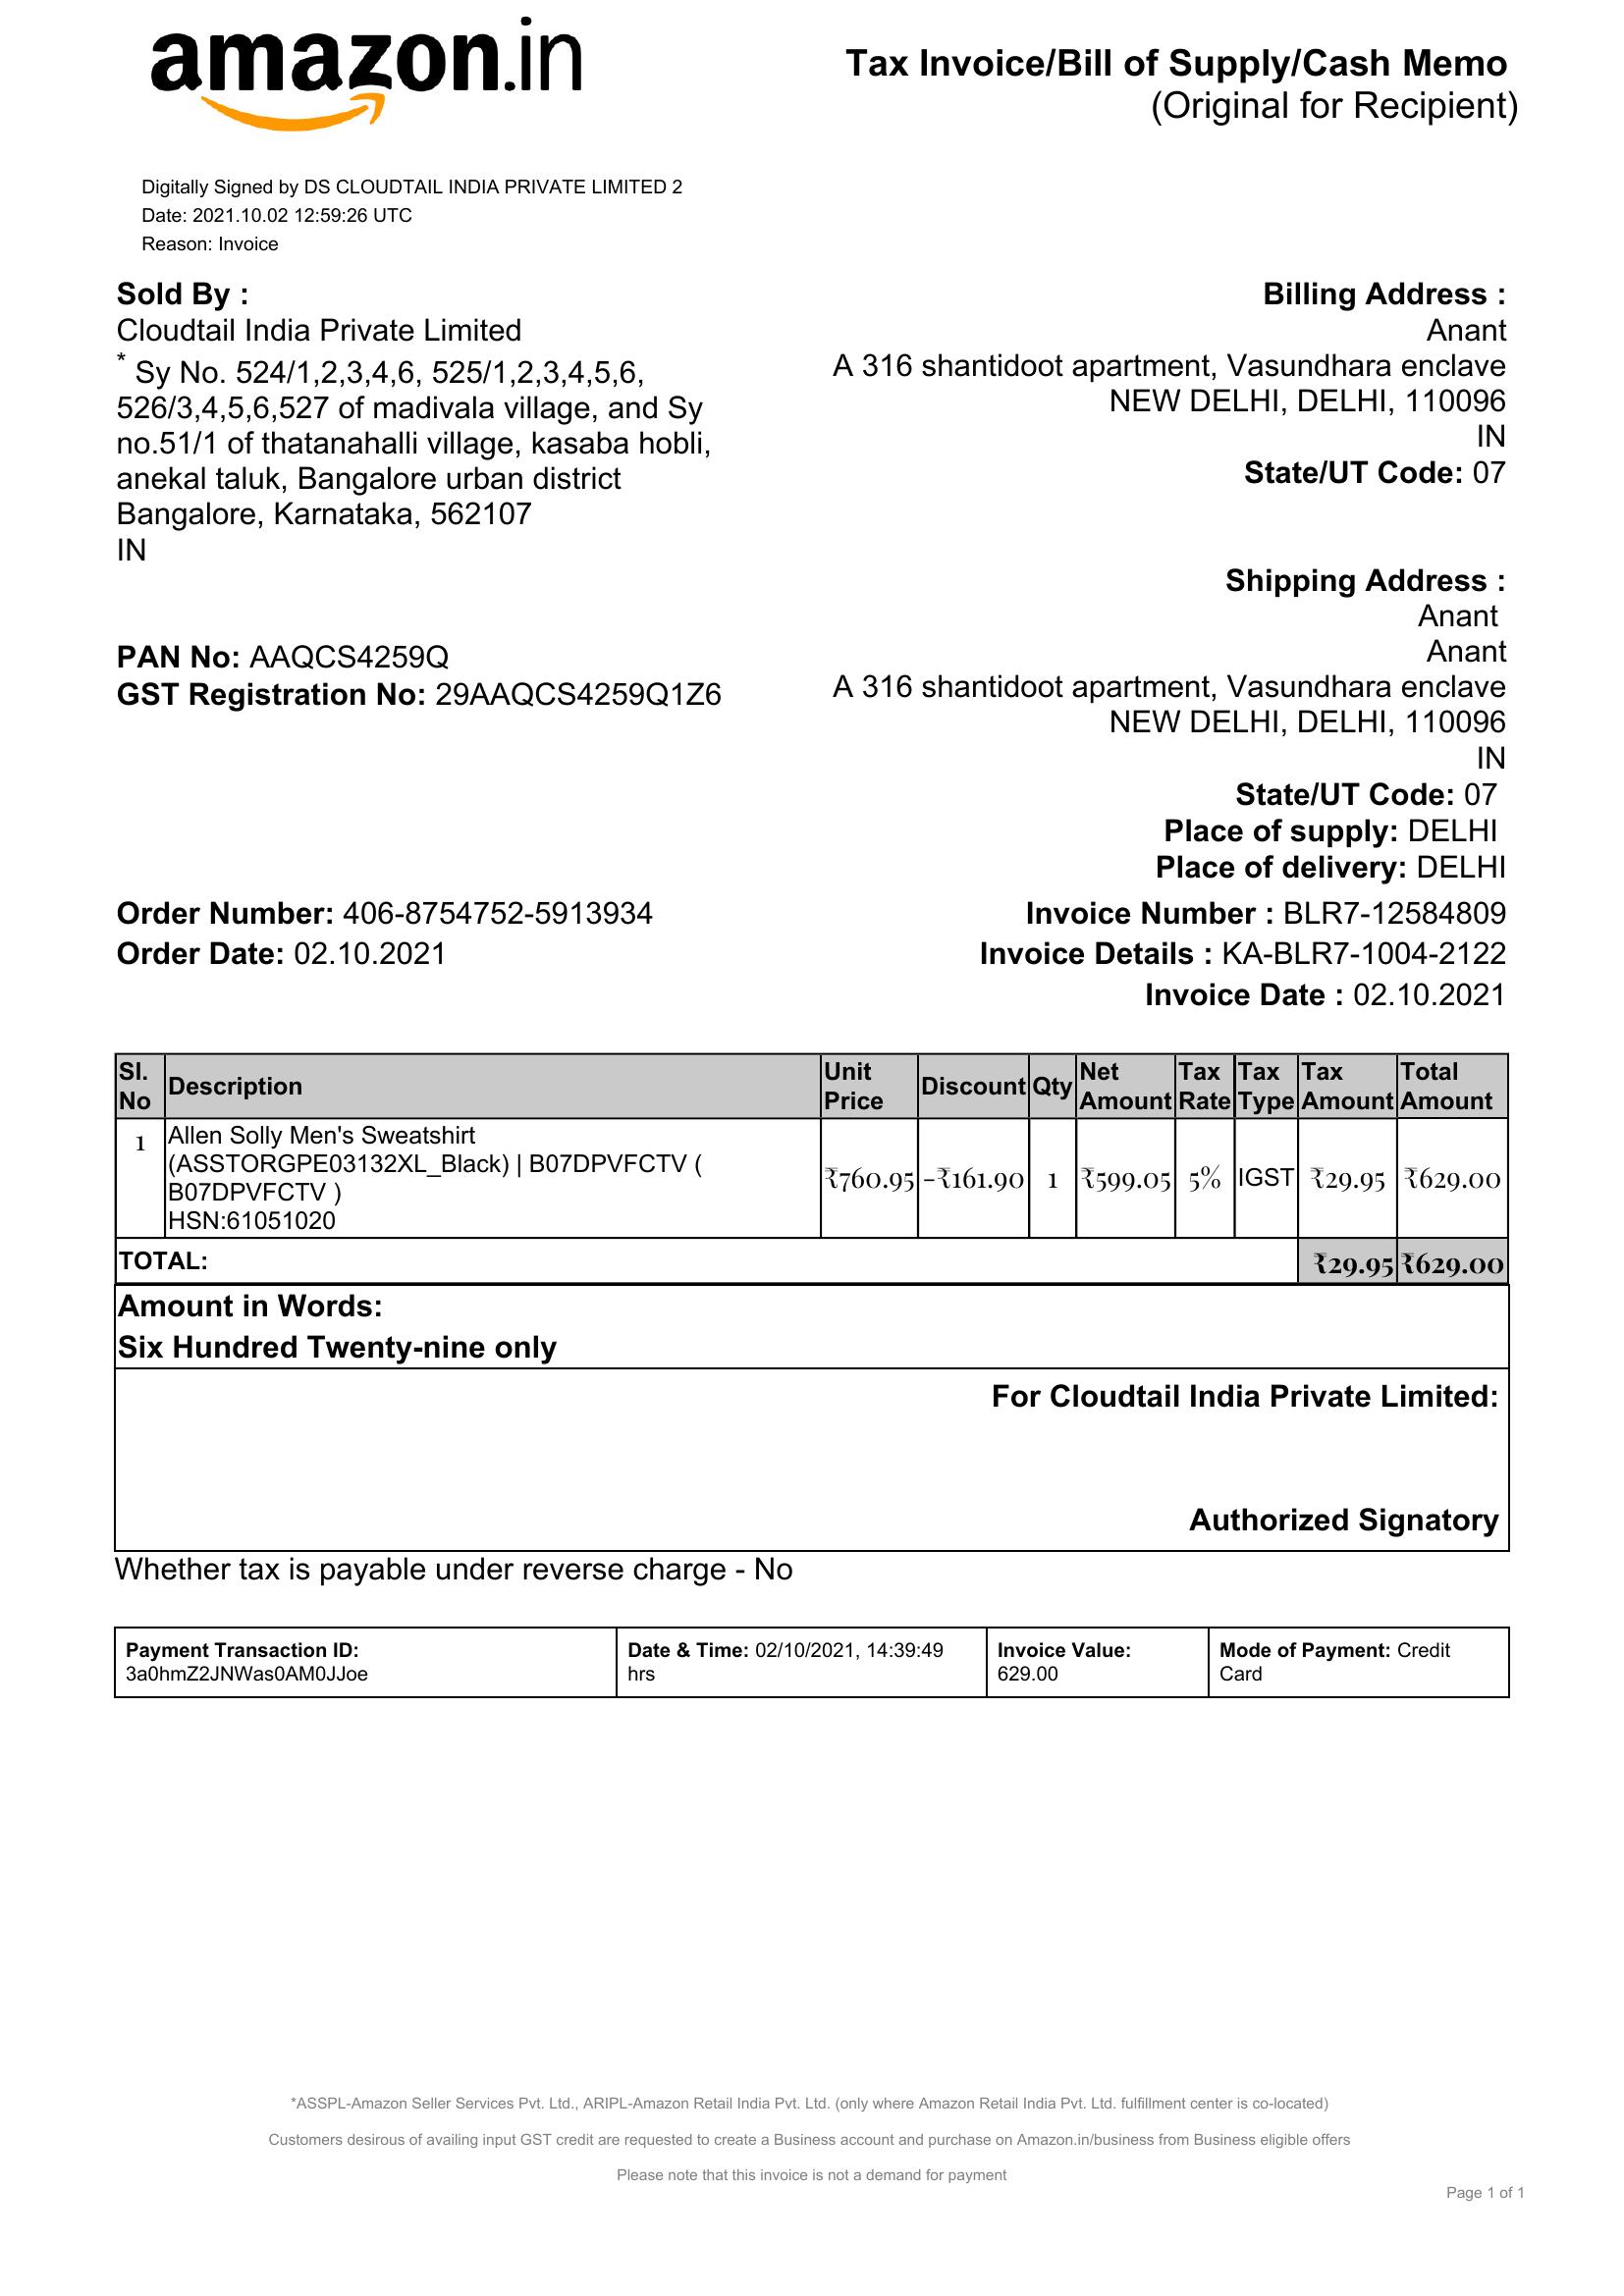 amazon.in
Tax Invoice/Bill of Supply/Cash Memo
(Original for Recipient)
Digitally Signed by DS CLOUDTAIL INDIA PRIVATE LIMITED 2
Date: 2021.10.02 12:59:26 UTC
Reason: Invoice
Sold By :
Cloudtail India Private Limited
* Sy No. 524/1,2,3,4,6, 525/1,2,3,4,5,6,
526/3,4,5,6,527 of madivala village, and Sy
no.51/1 of thatanahalli village, kasaba hobli,
anekal taluk, Bangalore urban district
Bangalore, Karnataka, 562107
IN
PAN No: AAQCS4259Q
GST Registration No: 29AAQCS4259Q1Z6
Billing Address :
Anant
A 316 shantidoot apartment, Vasundhara enclave
NEW DELHI, DELHI, 110096
IN
State/UT Code: 07
Shipping Address :
Anant
Anant
A 316 shantidoot apartment, Vasundhara enclave
NEW DELHI, DELHI, 110096
IN
State/UT Code: 07
Place of supply: DELHI
Place of delivery: DELHI
Order Number: 406-8754752-5913934
Order Date: 02.10.2021
Invoice Number : BLR7-12584809
Invoice Details : KA-BLR7-1004-2122
Invoice Date : 02.10.2021
Sl. No Description Unit Price Discount Qty Net Amount Tax Rate Tax Type Tax Amount Total Amount
1 Allen Solly Men's Sweatshirt
(ASSTORGPE03132XL_Black) | B07DPVFCTV (
B07DPVFCTV )
HSN:61051020
₹760.95 -₹161.90 1 ₹599.05 5% IGST ₹29.95 ₹629.00
TOTAL: ₹29.95 ₹629.00
Amount in Words:
Six Hundred Twenty-nine only
For Cloudtail India Private Limited:
Authorized Signatory
Whether tax is payable under reverse charge - No
Payment Transaction ID:
3a0hmZ2JNWas0AM0JJoe
Date & Time: 02/10/2021, 14:39:49
hrs
Invoice Value:
629.00
Mode of Payment: Credit
Card
*ASSPL-Amazon Seller Services Pvt. Ltd., ARIPL-Amazon Retail India Pvt. Ltd. (only where Amazon Retail India Pvt. Ltd. fulfillment center is co-located)
Customers desirous of availing input GST credit are requested to create a Business account and purchase on Amazon.in/business from Business eligible offers
Please note that this invoice is not a demand for payment
Page 1 of 1